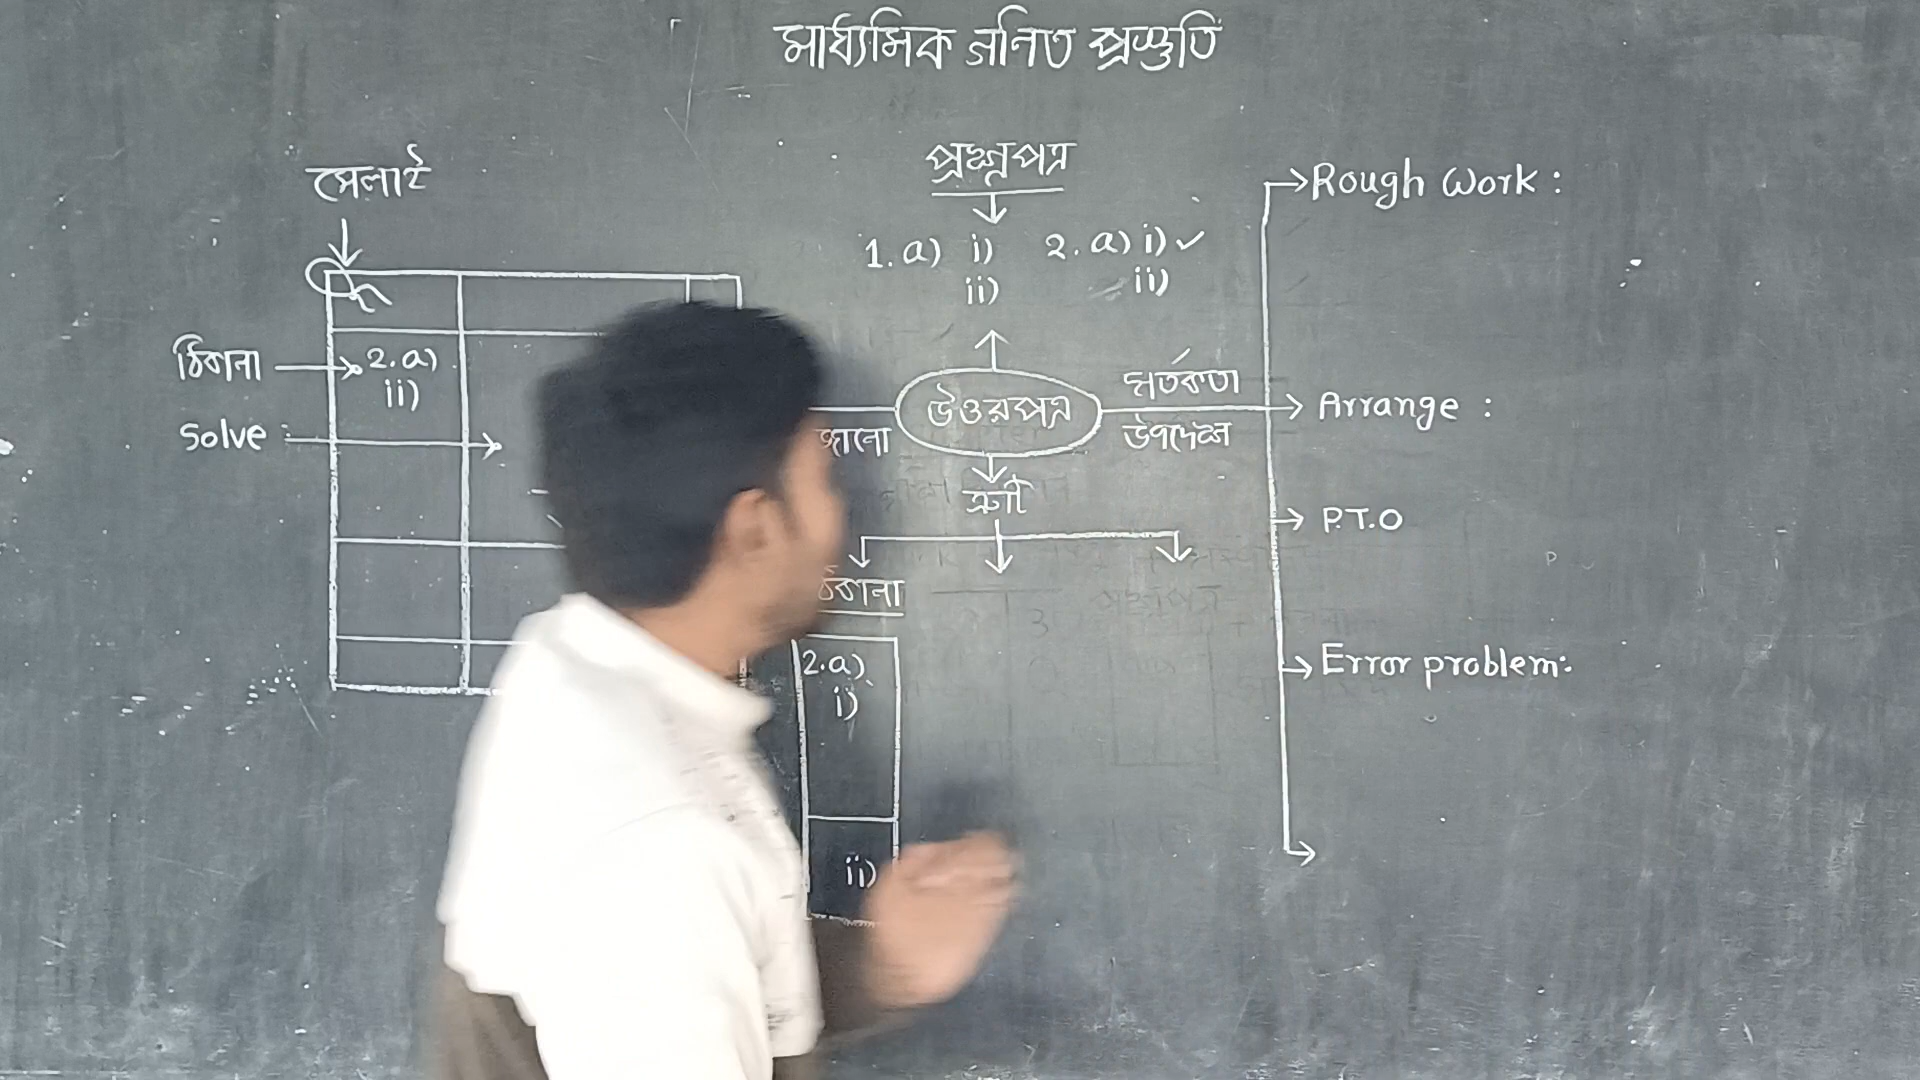 মাধ্যমিক গনিত প্রস্তুতি
সেলাই
ঠিকানা
2.a)
ii)
Solve
প্রশ্নপত্র
1. a) i) 2. a) i) ✓
ii) ii)
উত্তরপত্র
জানো
সতর্কতা
উপদেশ
ত্রুটি
ঠিকানা
2.a)
i)
ii)
Rough Work :
Arrange :
P.T.O
Error problem: